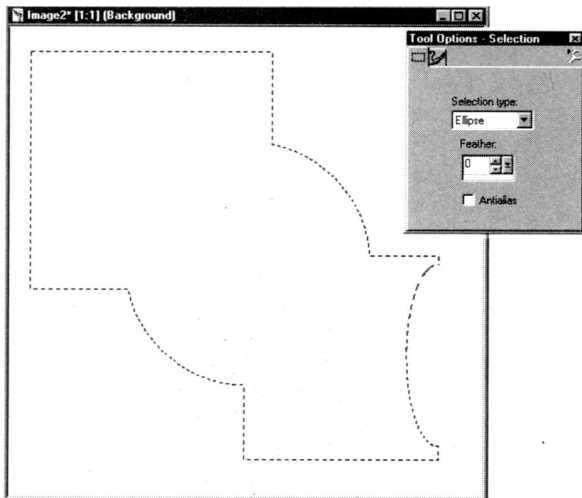 Image2* [1:1] (Background)
Tool Options - Selection
Selection type:
Ellipse
Feather:
0
Antialias